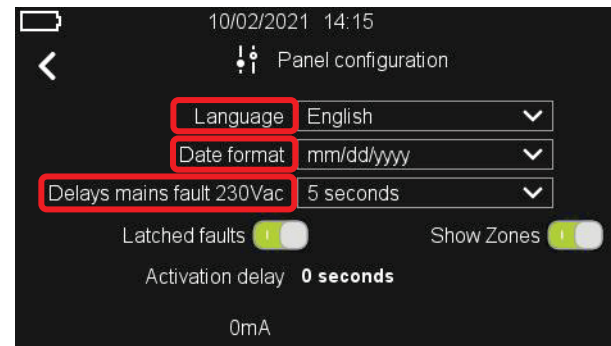 10/02/2021 14:15
Panel configuration
Language English
Date format mm/dd/yyyy
Delays mains fault 230Vac 5 seconds
Latched faults Show Zones
Activation delay 0 seconds
0mA